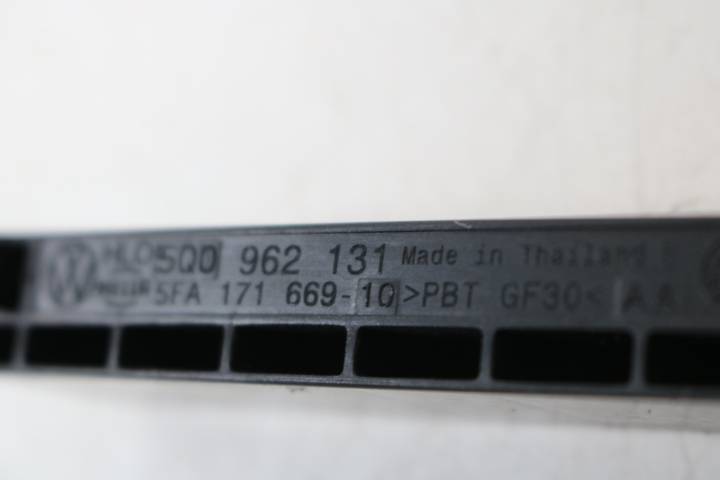 5Q0 962 131 Made in Thailand
5FA 171 669-10 >PBT GF30< AA